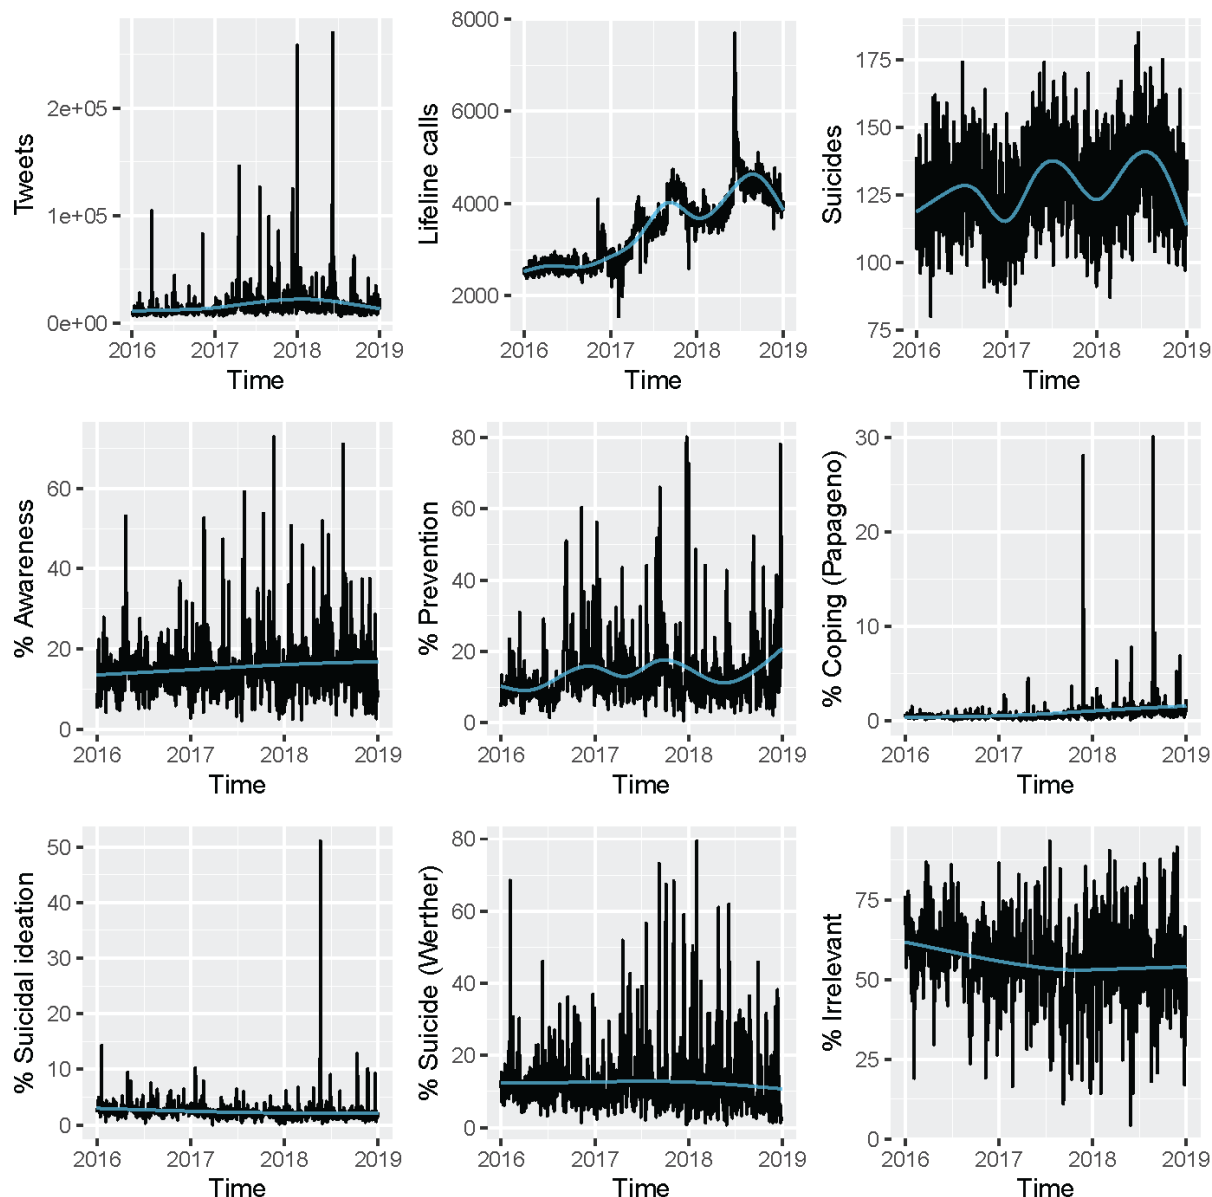 Tweets
2e+05
1e+05
0e+00
2016 2017 2018 2019
Time
Lifeline calls
8000
6000
4000
2000
2016 2017 2018 2019
Time
Suicides
175
150
125
100
75
2016 2017 2018 2019
Time
% Awareness
60
40
20
0
2016 2017 2018 2019
Time
% Prevention
80
60
40
20
0
2016 2017 2018 2019
Time
% Coping (Papageno)
30
20
10
0
2016 2017 2018 2019
Time
% Suicidal ideation
50
40
30
20
10
0
2016 2017 2018 2019
Time
% Suicide (Werther)
80
60
40
20
0
2016 2017 2018 2019
Time
% Irrelevant
75
50
25
0
2016 2017 2018 2019
Time